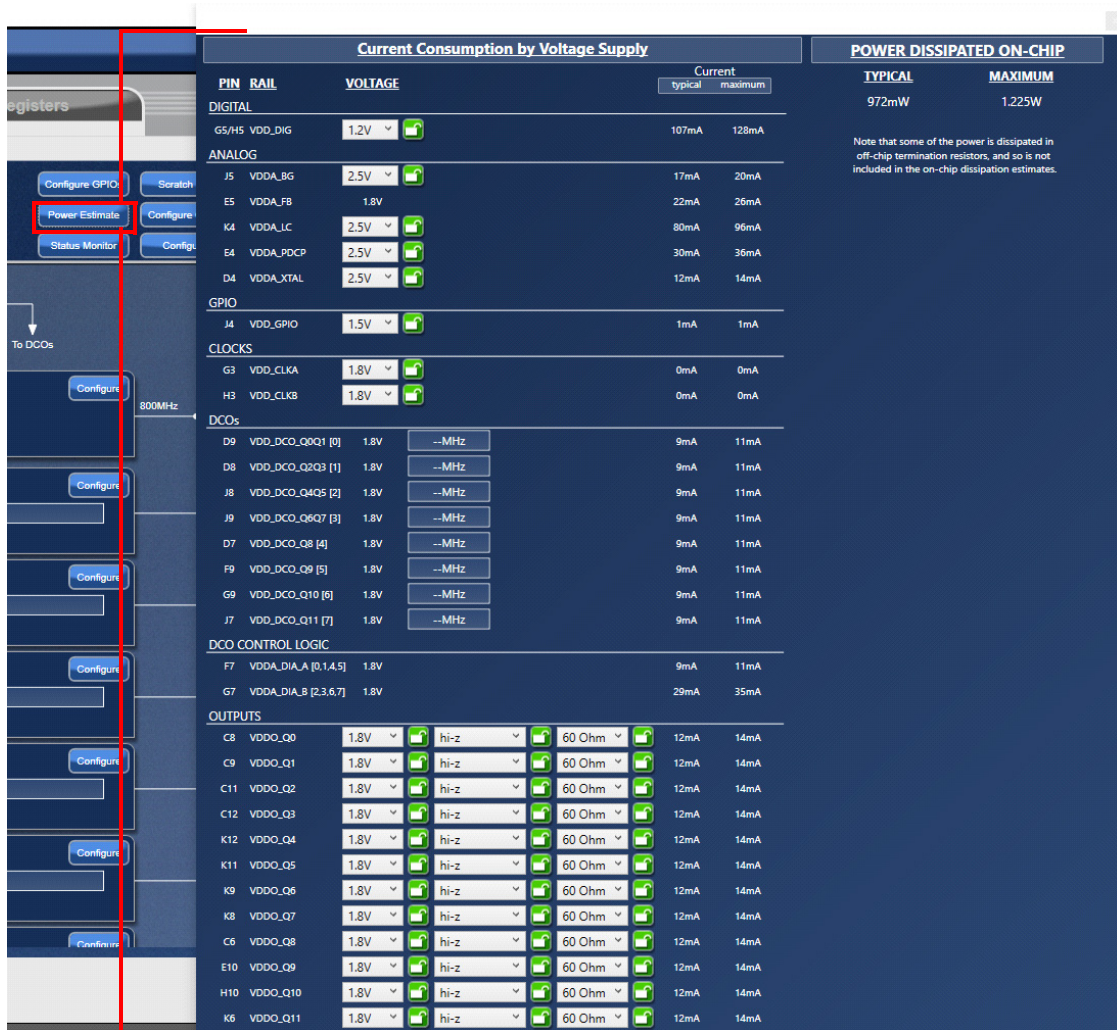 egisters
Configure GPIO
Scratch
Power Estimate
Configure
Status Monitor
Configu
To DCOs
Configure
800MHz
Configure
Configure
Configure
Configure
Configure
Configure
Current Consumption by Voltage Supply
PIN RAIL VOLTAGE Current
typical maximum
DIGITAL
G5/H5 VDD_DIG 1.2V 107mA 128mA
ANALOG
J5 VDDA_BG 2.5V 17mA 20mA
E5 VDDA_FB 1.8V 22mA 26mA
K4 VDDA_LC 2.5V 80mA 96mA
E4 VDDA_PDCP 2.5V 30mA 36mA
D4 VDDA_XTAL 2.5V 12mA 14mA
GPIO
J4 VDD_GPIO 1.5V 1mA 1mA
CLOCKS
G3 VDD_CLKA 1.8V 0mA 0mA
H3 VDD_CLKB 1.8V 0mA 0mA
DCOs
D9 VDD_DCO_Q0Q1 [0] 1.8V --MHz 9mA 11mA
D8 VDD_DCO_Q2Q3 [1] 1.8V --MHz 9mA 11mA
J8 VDD_DCO_Q4Q5 [2] 1.8V --MHz 9mA 11mA
J9 VDD_DCO_Q6Q7 [3] 1.8V --MHz 9mA 11mA
D7 VDD_DCO_Q8 [4] 1.8V --MHz 9mA 11mA
F9 VDD_DCO_Q9 [5] 1.8V --MHz 9mA 11mA
G9 VDD_DCO_Q10 [6] 1.8V --MHz 9mA 11mA
J7 VDD_DCO_Q11 [7] 1.8V --MHz 9mA 11mA
DCO CONTROL LOGIC
F7 VDDA_DIA_A [0,1,4,5] 1.8V 9mA 11mA
G7 VDDA_DIA_B [2,3,6,7] 1.8V 29mA 35mA
OUTPUTS
C8 VDDO_Q0 1.8V hi-z 60 Ohm 12mA 14mA
C9 VDDO_Q1 1.8V hi-z 60 Ohm 12mA 14mA
C11 VDDO_Q2 1.8V hi-z 60 Ohm 12mA 14mA
C12 VDDO_Q3 1.8V hi-z 60 Ohm 12mA 14mA
K12 VDDO_Q4 1.8V hi-z 60 Ohm 12mA 14mA
K11 VDDO_Q5 1.8V hi-z 60 Ohm 12mA 14mA
K9 VDDO_Q6 1.8V hi-z 60 Ohm 12mA 14mA
K8 VDDO_Q7 1.8V hi-z 60 Ohm 12mA 14mA
C6 VDDO_Q8 1.8V hi-z 60 Ohm 12mA 14mA
E10 VDDO_Q9 1.8V hi-z 60 Ohm 12mA 14mA
H10 VDDO_Q10 1.8V hi-z 60 Ohm 12mA 14mA
K6 VDDO_Q11 1.8V hi-z 60 Ohm 12mA 14mA
POWER DISSIPATED ON-CHIP
TYPICAL MAXIMUM
972mW 1.225W
Note that some of the power is dissipated in
off-chip termination resistors, and so is not
included in the on-chip dissipation estimates.